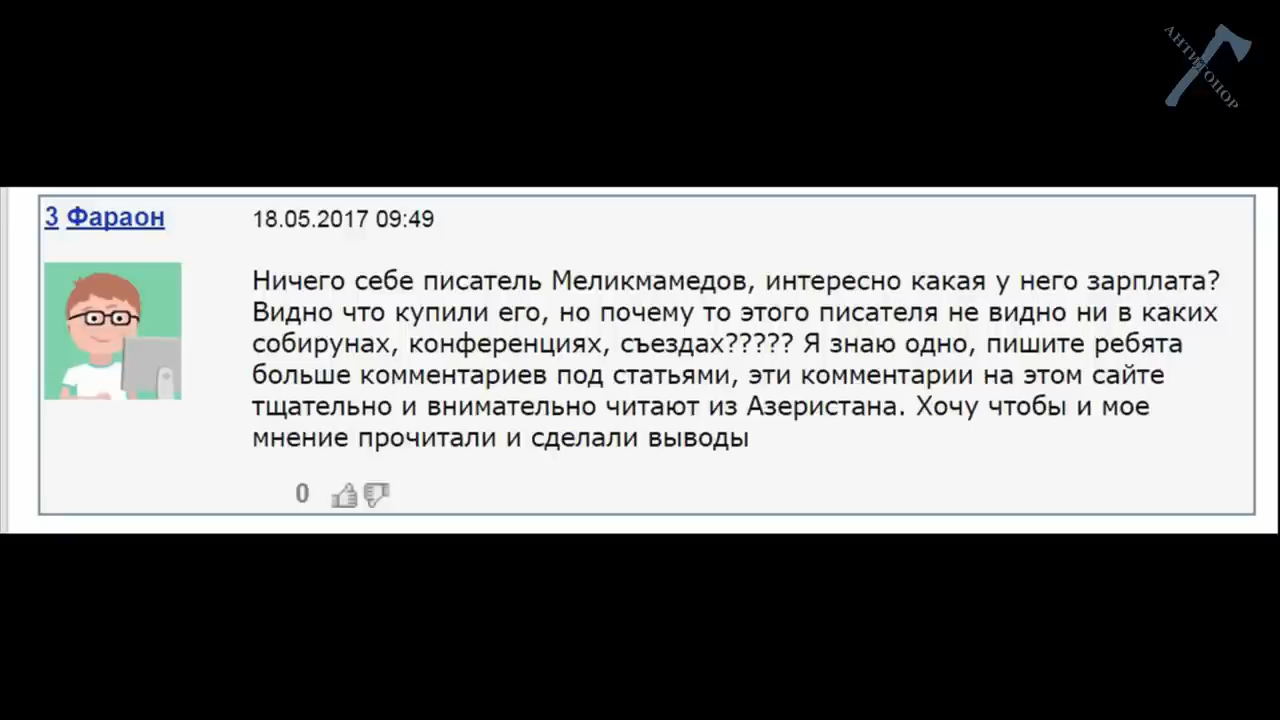 АНТИТОПОР
3 Фараон
18.05.2017 09:49
Ничего себе писатель Меликмамедов, интересно какая у него зарплата?
Видно что купили его, но почему то этого писателя не видно ни в каких
собирунах, конференциях, съездах????? Я знаю одно, пишите ребята
больше комментариев под статьями, эти комментарии на этом сайте
тщательно и внимательно читают из Азеристана. Хочу чтобы и мое
мнение прочитали и сделали выводы
0